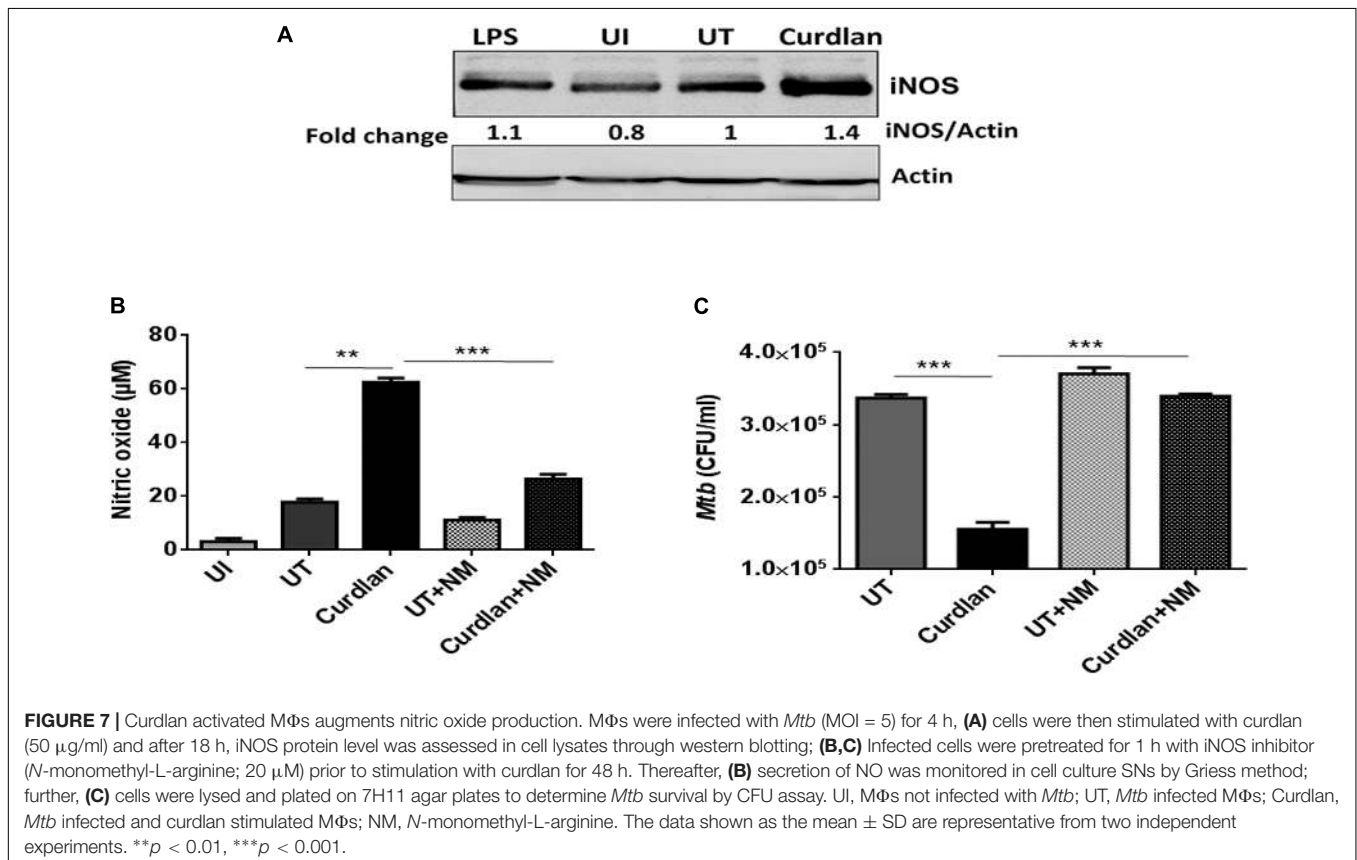 A
LPS UI UT Curdlan
iNOS
Fold change 1.1 0.8 1 1.4 iNOS/Actin
Actin
B
Nitric oxide (µM)
80
60
40
20
0
** ***
UI UT Curdlan UT+NM Curdlan+NM
C
Mtb (CFU/ml)
4.0×10⁵
3.0×10⁵
2.0×10⁵
1.0×10⁵
*** ***
UT Curdlan UT+NM Curdlan+NM
FIGURE 7 | Curdlan activated MΦs augments nitric oxide production. MΦs were infected with Mtb (MOI = 5) for 4 h, (A) cells were then stimulated with curdlan
(50 µg/ml) and after 18 h, iNOS protein level was assessed in cell lysates through western blotting; (B,C) Infected cells were pretreated for 1 h with iNOS inhibitor
(N-monomethyl-L-arginine; 20 µM) prior to stimulation with curdlan for 48 h. Thereafter, (B) secretion of NO was monitored in cell culture SNs by Griess method;
further, (C) cells were lysed and plated on 7H11 agar plates to determine Mtb survival by CFU assay. UI, MΦs not infected with Mtb; UT, Mtb infected MΦs; Curdlan,
Mtb infected and curdlan stimulated MΦs; NM, N-monomethyl-L-arginine. The data shown as the mean ± SD are representative from two independent
experiments. **p < 0.01, ***p < 0.001.